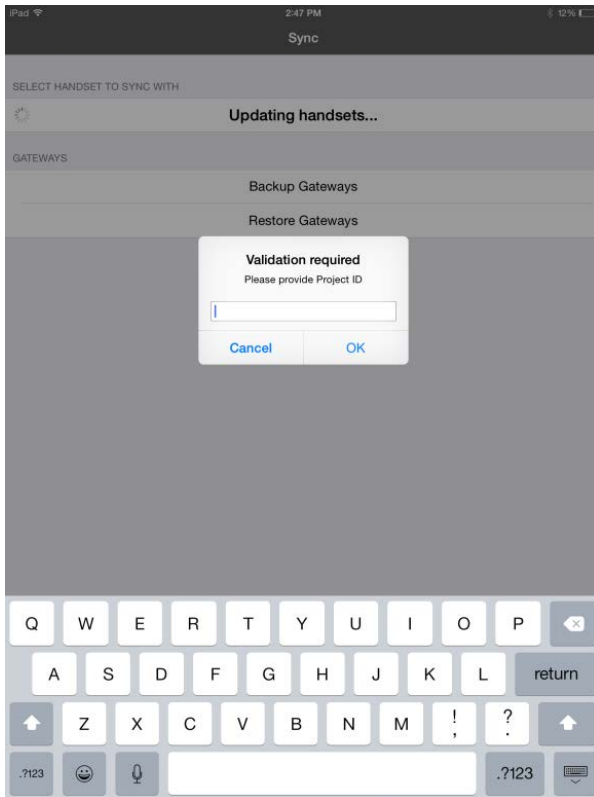 iPad 2:47 PM 12%
Sync
SELECT HANDSET TO SYNC WITH
Updating handsets...
GATEWAYS
Backup Gateways
Restore Gateways
Validation required
Please provide Project ID
Cancel OK
Q W E R T Y U I O P
A S D F G H J K L return
Z X C V B N M ! , ? .
.?123 .?123